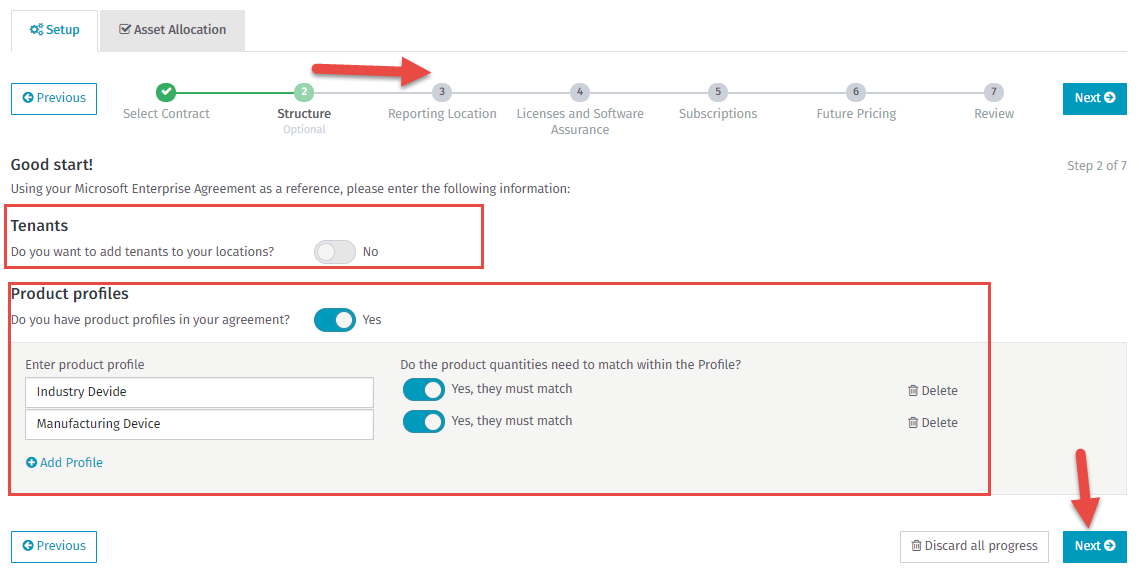 Setup
Asset Allocation
Previous
2
3
4
5
6
7
Next
Select Contract
Structure
Reporting Location
Licenses and Software
Subscriptions
Future Pricing
Review
Optional
Assurance
Good start!
Step 2 of 7
Using your Microsoft Enterprise Agreement as a reference, please enter the following information:
Tenants
Do you want to add tenants to your locations?
No
Product profiles
Do you have product profiles in your agreement?
Yes
Enter product profile
Do the product quantities need to match within the Profile?
Industry Devide
Yes, they must match
Delete
Manufacturing Device
Yes, they must match
Delete
Add Profile
Previous
Discard all progress
Next